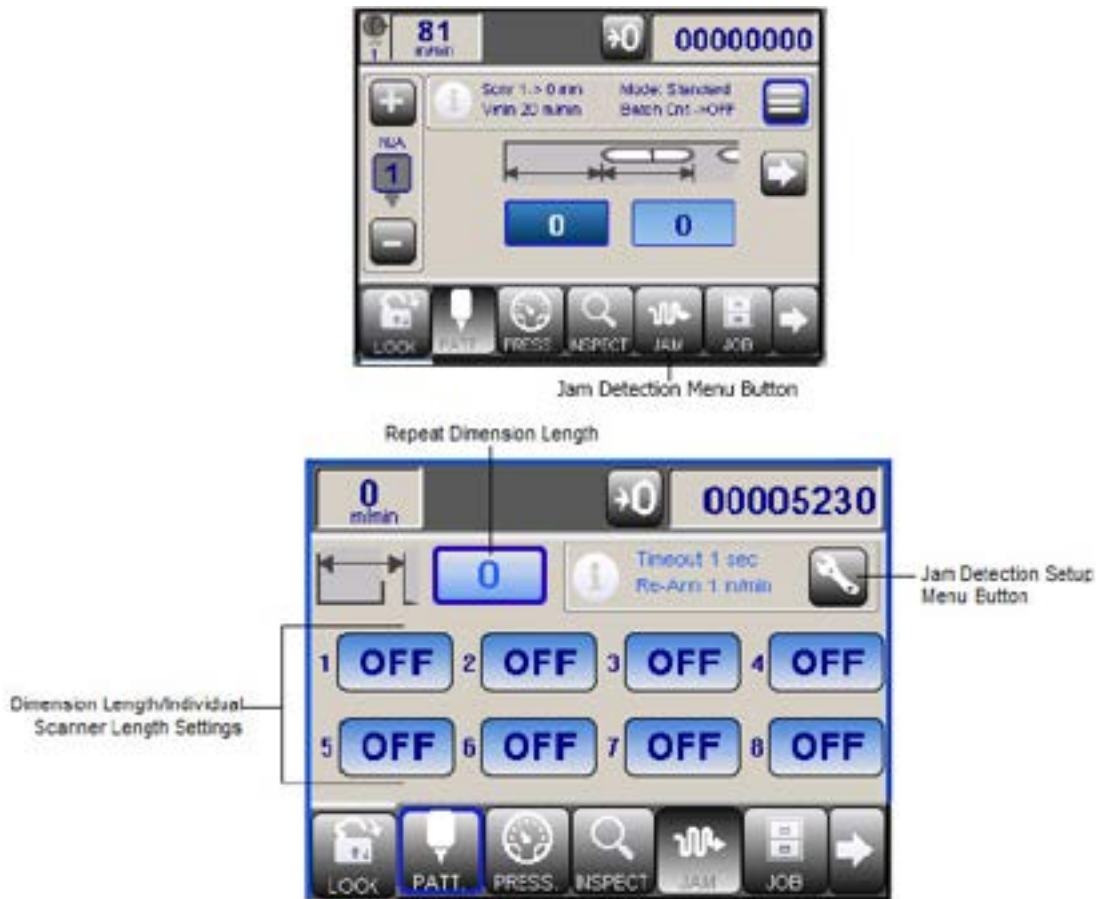 81 00000000
m/min
1
Scnr 1-> 0 mm Mode: Standard
Vmin 20 m/min Batch Cnt ->OFF
N/A
1
0 0
LOCK PATT. PRESS. INSPECT JAM JOB
Jam Detection Menu Button
Repeat Dimension Length
0 00005230
m/min
0 Timeout 1 sec
Re-Arm 1 m/min
Jam Detection Setup
Menu Button
1 OFF 2 OFF 3 OFF 4 OFF
Dimension Length/Individual
Scanner Length Settings
5 OFF 6 OFF 7 OFF 8 OFF
LOCK PATT. PRESS. INSPECT JAM JOB